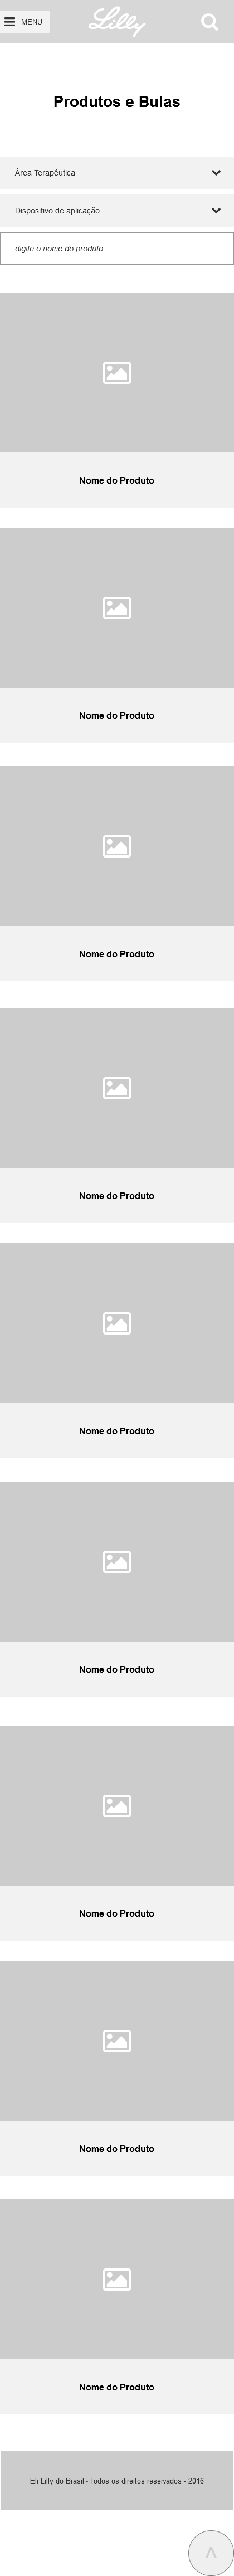 MENU
Lilly
Produtos e Bulas
Área Terapêutica
Dispositivo de aplicação
digite o nome do produto
Nome do Produto
Nome do Produto
Nome do Produto
Nome do Produto
Nome do Produto
Nome do Produto
Nome do Produto
Nome do Produto
Nome do Produto
Eli Lilly do Brasil - Todos os direitos reservados - 2016